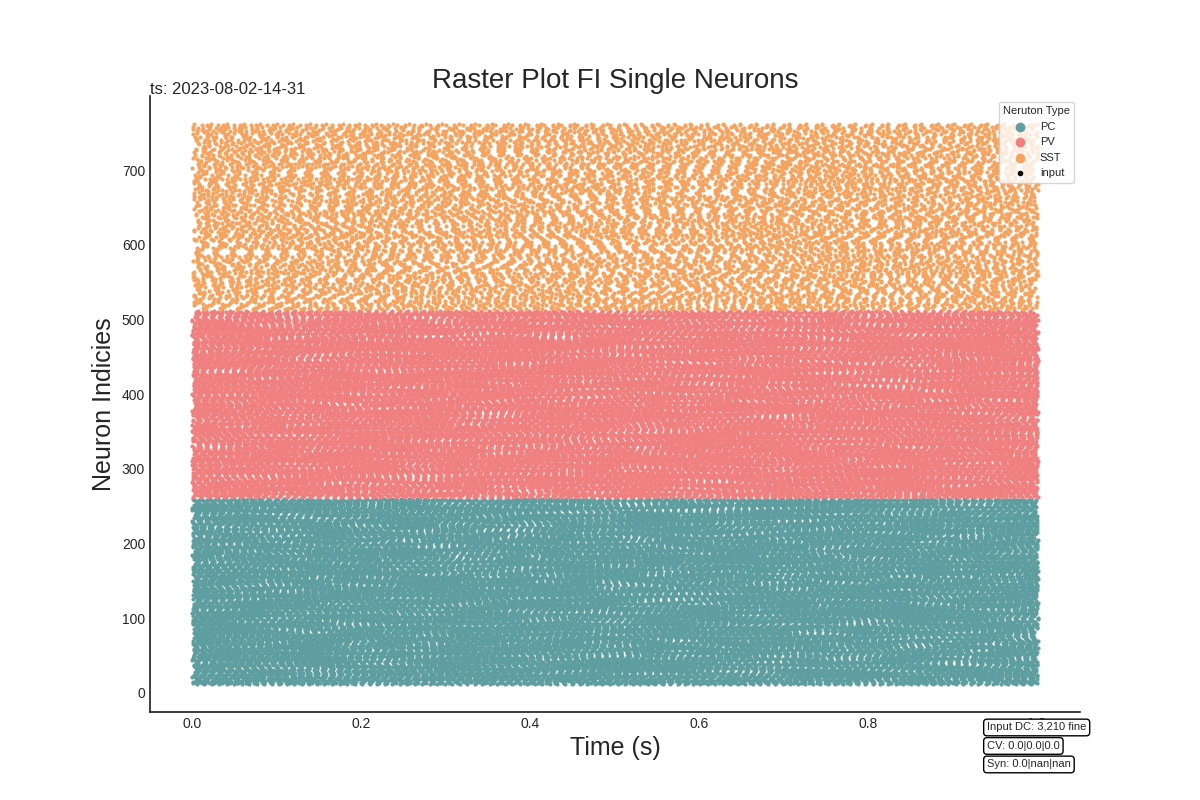 Raster Plot FI Single Neurons
ts: 2023-08-02-14-31
Neruton Type
PC
PV
SST
input
Neuron Indicies
700
600
500
400
300
200
100
0
0.0
0.2
0.4
0.6
0.8
Time (s)
Input DC: 3,210 fine
CV: 0.0|0.0|0.0
Syn: 0.0|nan|nan